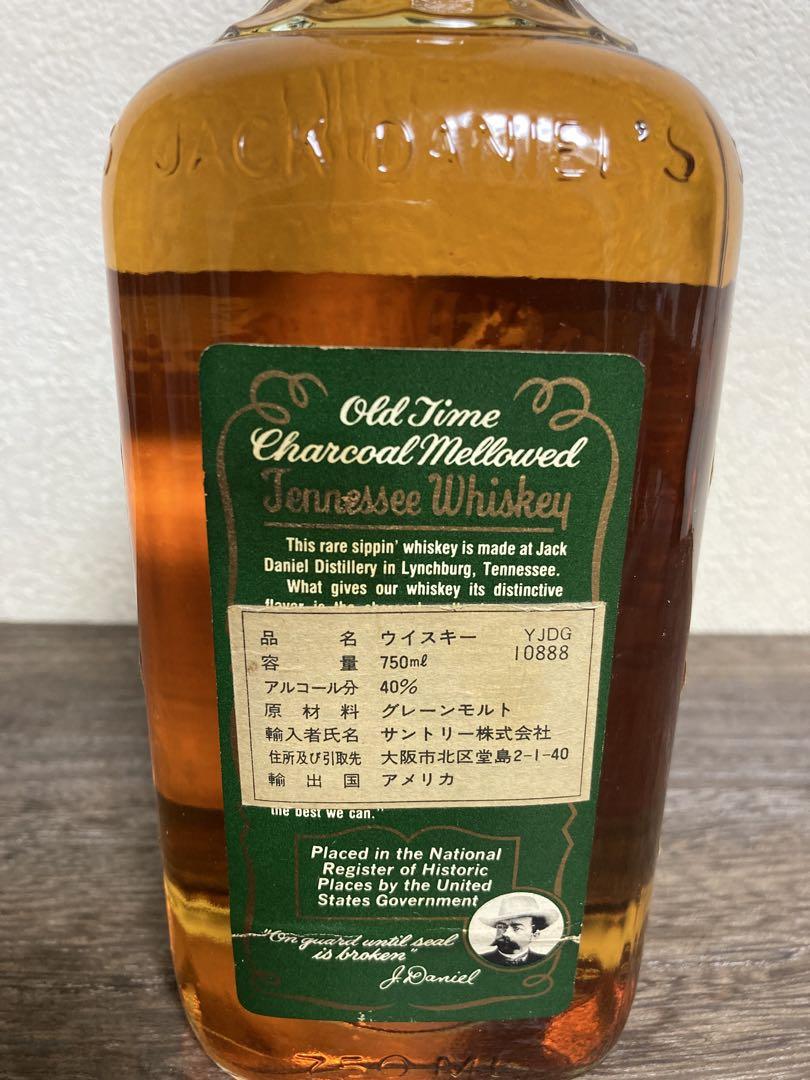 JACK DANIEL'S
Old Time
Charcoal Mellowed
Tennessee Whiskey
This rare sippin' whiskey is made at Jack
Daniel Distillery in Lynchburg, Tennessee.
What gives our whiskey its distinctive
品名 ウイスキー YJDG
容量 750ml 10888
アルコール分 40%
原材料 グレーンモルト
輸入者氏名 サントリー株式会社
住所及び引取先 大阪市北区堂島2-1-40
輸出国 アメリカ
the best we can."
Placed in the National
Register of Historic
Places by the United
States Government
"On guard until seal
is broken"
J. Daniel
750 ML